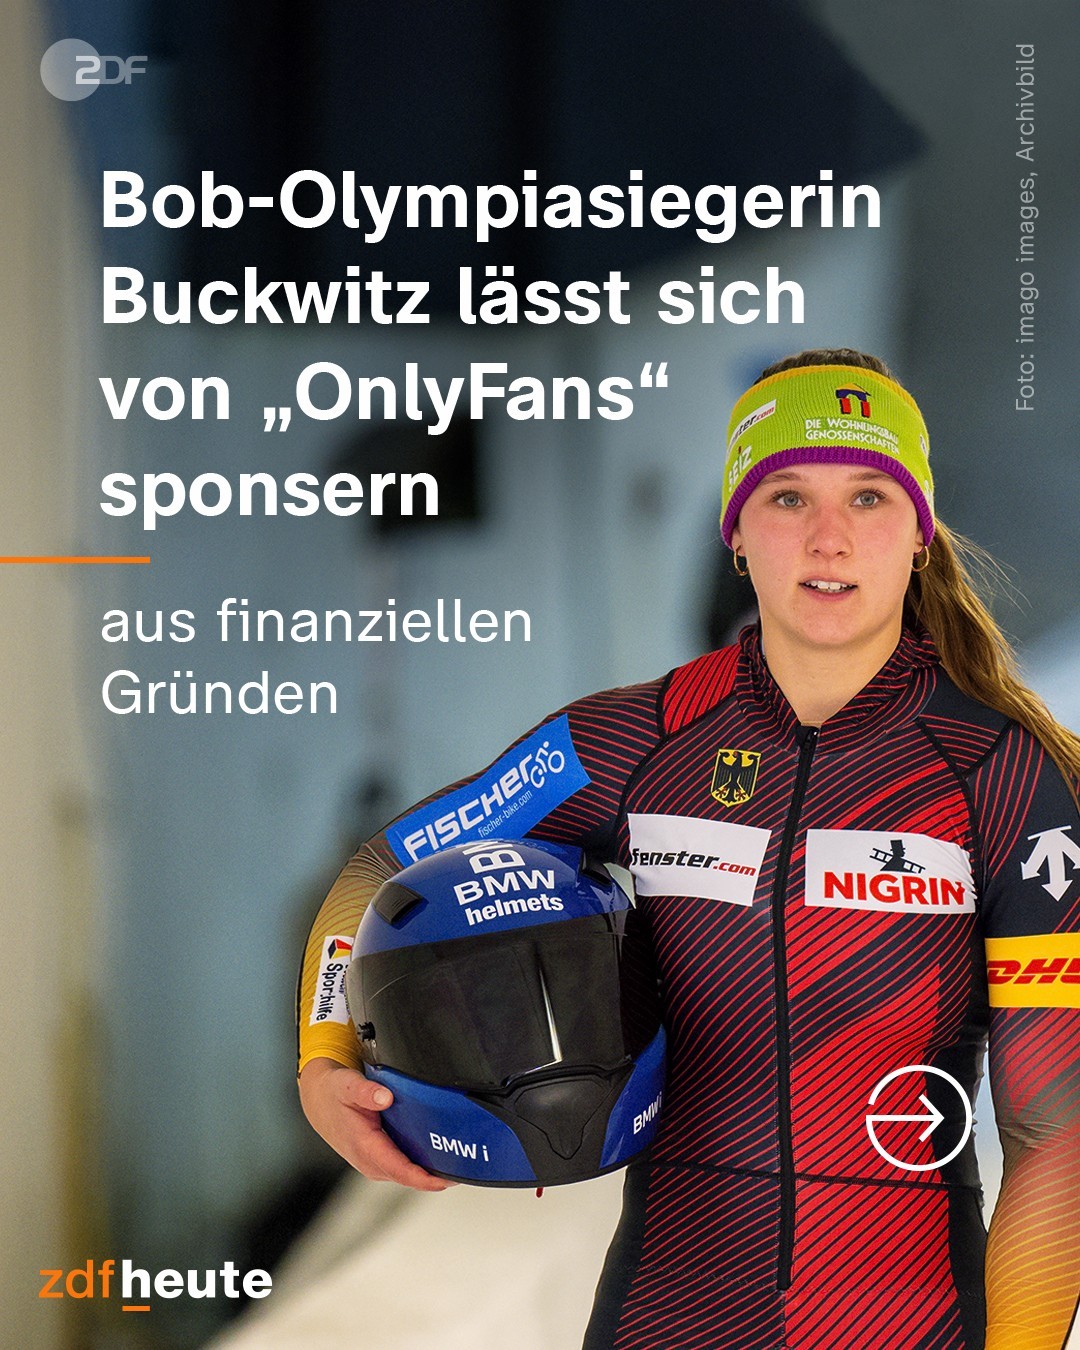 ZDF
Foto: imago images, Archivbild
Bob-Olympiasiegerin
Buckwitz lässt sich
von „OnlyFans“
sponsern
aus finanziellen
Gründen
DIE WOHNUNGSBAU
GENOSSENSCHAFTEN
FISCHER
fischer-bike.com
fenster.com
NIGRIN
BMW
helmets
DHL
Sporthilfe
BMW i
BMW i
zdfheute